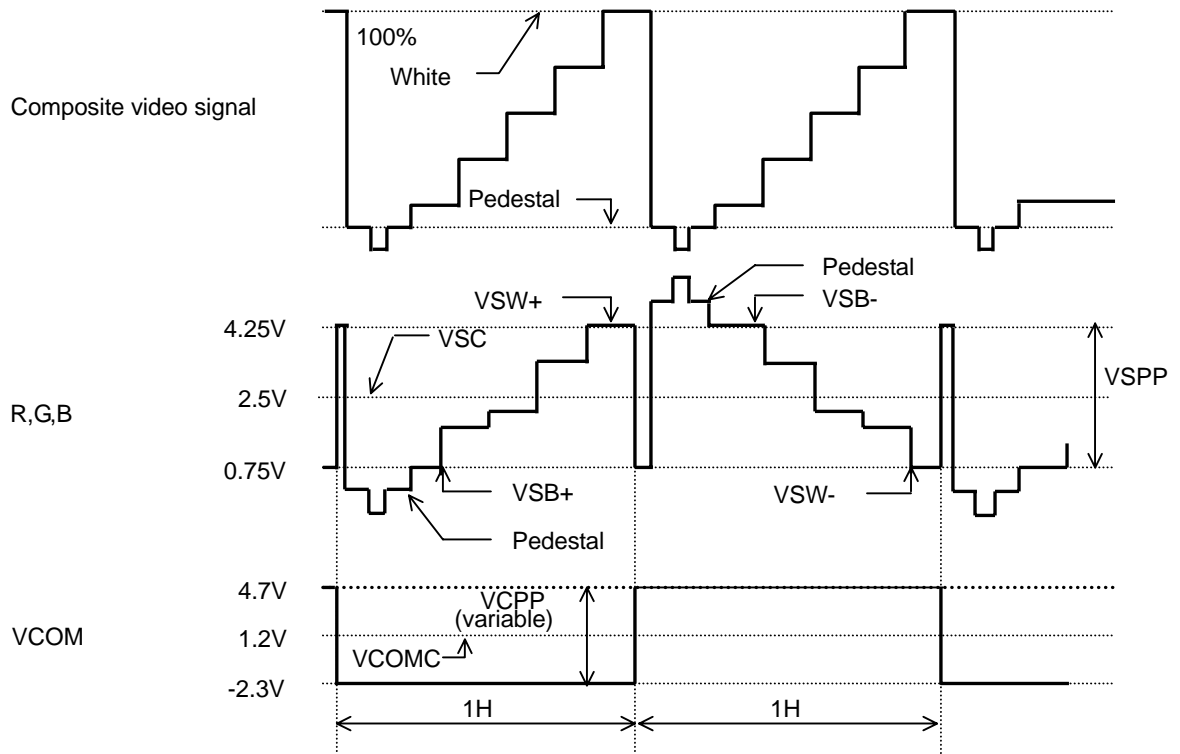 100%
White
Composite video signal
Pedestal
Pedestal
VSW+
VSB-
4.25V
VSC
VSPP
2.5V
R,G,B
0.75V
VSB+
VSW-
Pedestal
4.7V
VCPP
(variable)
VCOM
1.2V
VCOMC
-2.3V
1H
1H